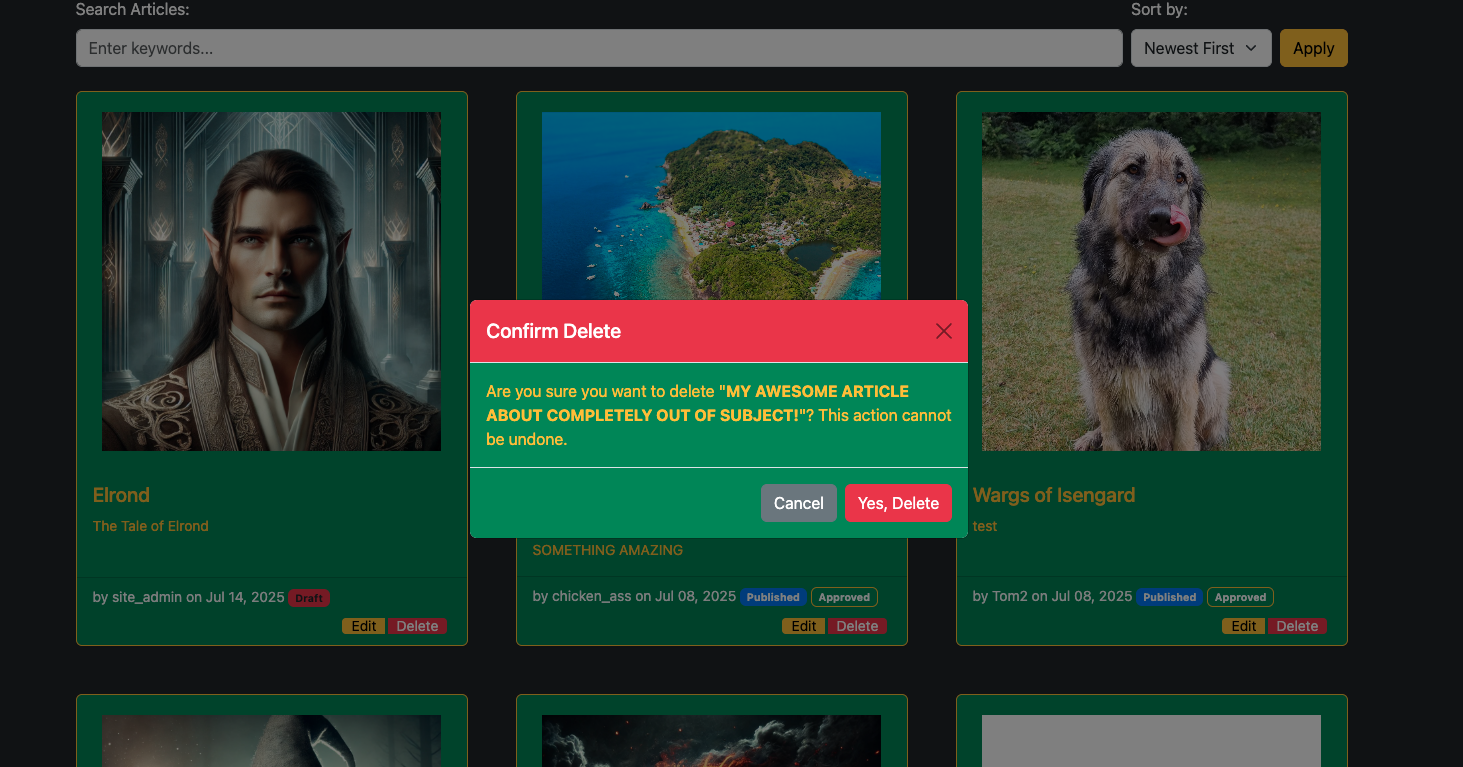 Search Articles:
Sort by:
Enter keywords...
Newest First
Apply
Confirm Delete
Are you sure you want to delete "MY AWESOME ARTICLE
ABOUT COMPLETELY OUT OF SUBJECT!"? This action cannot
be undone.
Cancel
Yes, Delete
Elrond
The Tale of Elrond
by site_admin on Jul 14, 2025 Draft
Edit Delete
SOMETHING AMAZING
by chicken_ass on Jul 08, 2025 Published Approved
Edit Delete
Wargs of Isengard
test
by Tom2 on Jul 08, 2025 Published Approved
Edit Delete